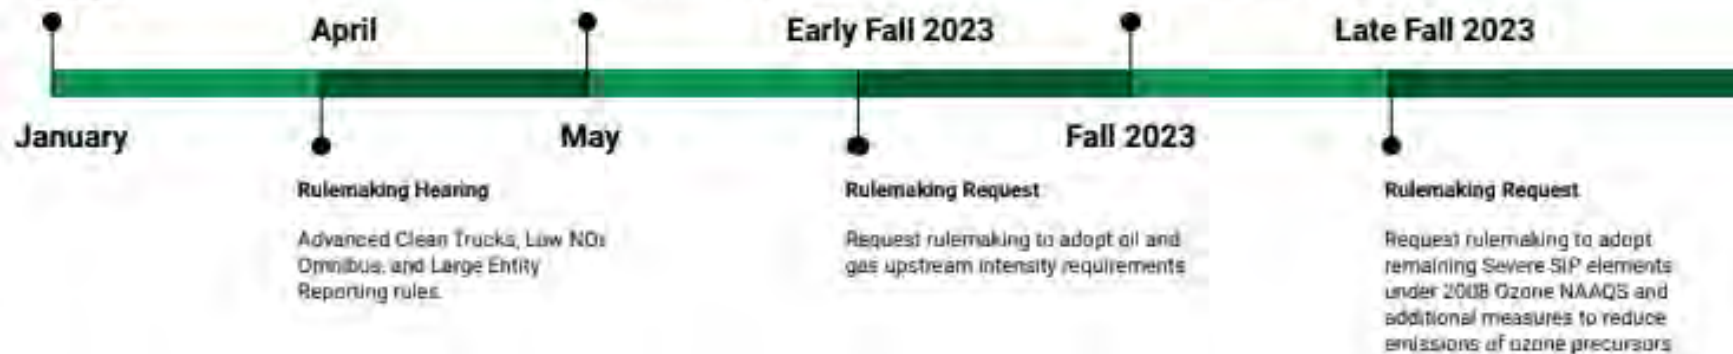 April
Early Fall 2023
Late Fall 2023
January
May
Fall 2023
Rulemaking Hearing
Advanced Clean Trucks, Low NOx
Omnibus, and Large Entity
Reporting rules.
Rulemaking Request
Request rulemaking to adopt oil and
gas upstream intensity requirements
Rulemaking Request
Request rulemaking to adopt
remaining Severe SIP elements
under 2008 Ozone NAAQS and
additional measures to reduce
emissions of ozone precursors